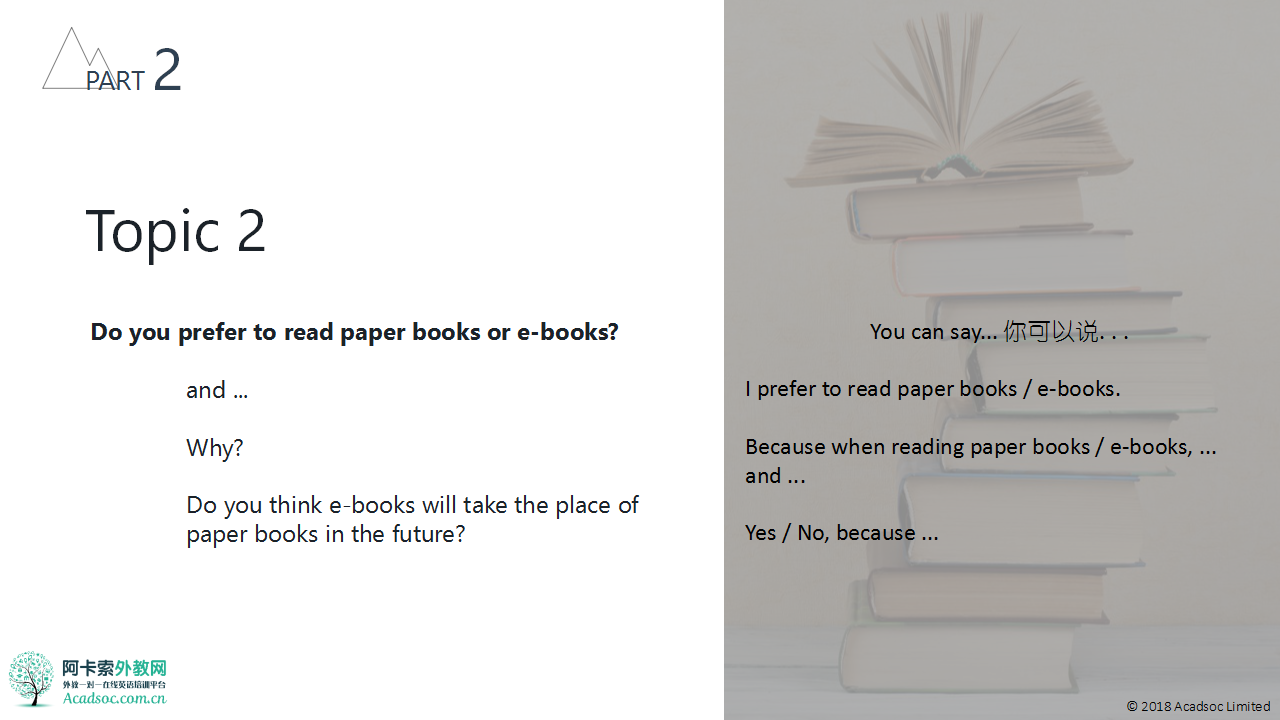 PART 2
Topic 2
Do you prefer to read paper books or e-books?
and ...
Why?
Do you think e-books will take the place of
paper books in the future?
You can say... 你可以说. . .
I prefer to read paper books / e-books.
Because when reading paper books / e-books, ...
and ...
Yes / No, because ...
阿卡索外教网
外教一对一在线英语培训平台
Acadsoc.com.cn
© 2018 Acadsoc Limited